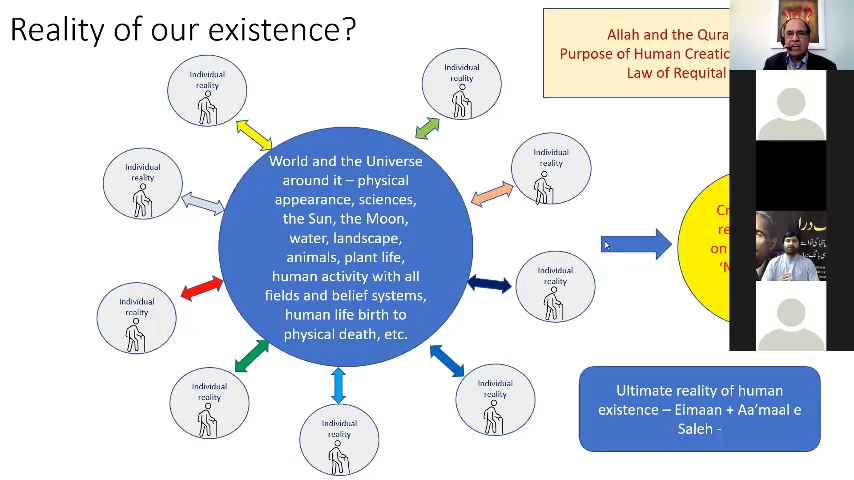 Reality of our existence?
Allah and the Qura
Purpose of Human Creatic
Law of Requital
Individual
reality
Individual
reality
Individual
reality
Individual
reality
World and the Universe
around it – physical
appearance, sciences,
the Sun, the Moon,
water, landscape,
animals, plant life,
human activity with all
fields and belief systems,
human life birth to
physical death, etc.
Individual
reality
Individual
reality
Individual
reality
Individual
reality
Individual
reality
Cr
re
on
'N
Ultimate reality of human
existence – Eimaan + Aa'maal e
Saleh -